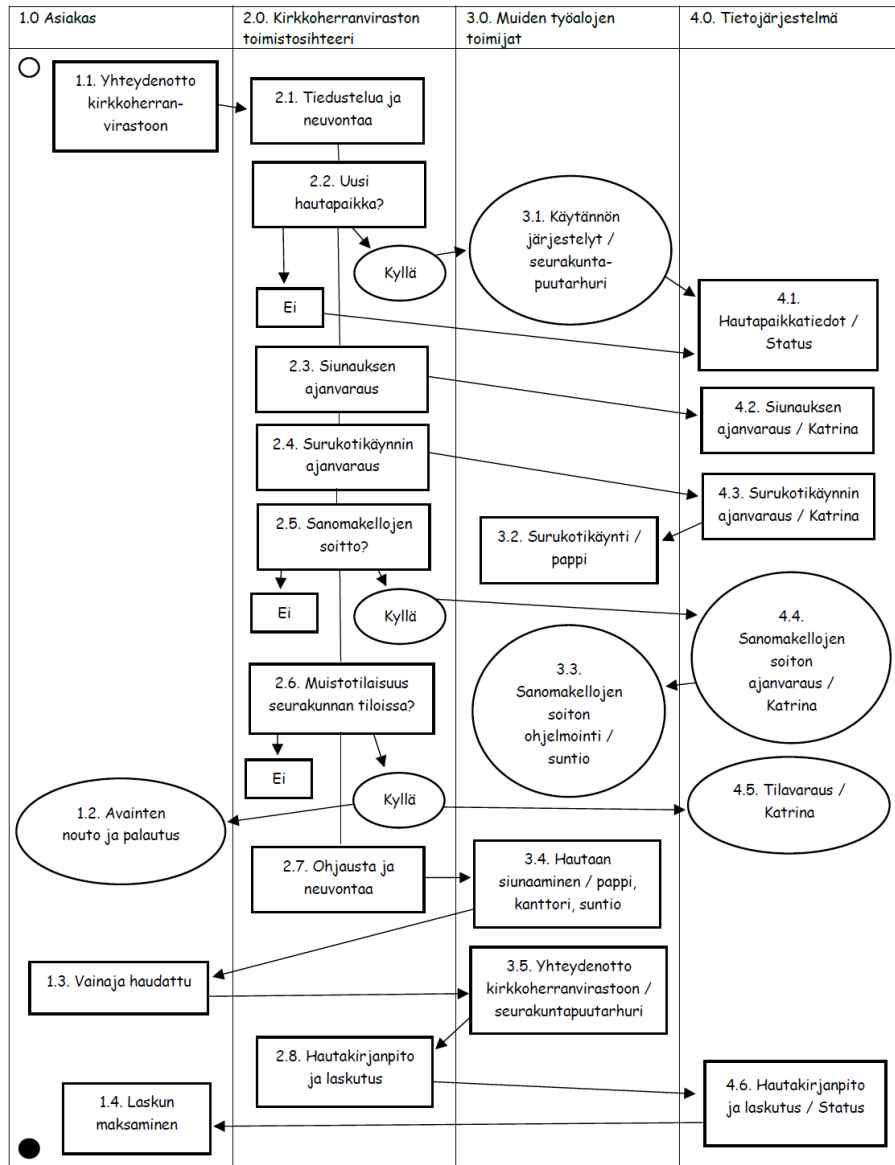 1.0 Asiakas
2.0. Kirkkoherranviraston
toimistosihteeri
3.0. Muiden työalojen
toimijat
4.0. Tietojärjestelmä
1.1. Yhteydenotto
kirkkoherran-
virastoon
2.1. Tiedustelua ja
neuvontaa
2.2. Uusi
hautapaikka?
Kyllä
3.1. Käytännön
järjestelyt /
seurakunta-
puutarhuri
Ei
4.1.
Hautapaikkatiedot /
Status
2.3. Siunauksen
ajanvaraus
4.2. Siunauksen
ajanvaraus / Katrina
2.4. Surukotikäynnin
ajanvaraus
4.3. Surukotikäynnin
ajanvaraus / Katrina
2.5. Sanomakellojen
soitto?
3.2. Surukotikäynti /
pappi
Ei
Kyllä
4.4.
Sanomakellojen
soiton
ajanvaraus /
Katrina
3.3.
Sanomakellojen
soiton
ohjelmointi /
suntio
2.6. Muistotilaisuus
seurakunnan tiloissa?
Ei
Kyllä
4.5. Tilavaraus /
Katrina
1.2. Avainten
nouto ja palautus
2.7. Ohjausta ja
neuvontaa
3.4. Hautaan
siunaaminen / pappi,
kanttori, suntio
1.3. Vainaja haudattu
3.5. Yhteydenotto
kirkkoherranvirastoon /
seurakuntapuutarhuri
2.8. Hautakirjanpito
ja laskutus
4.6. Hautakirjanpito
ja laskutus / Status
1.4. Laskun
maksaminen